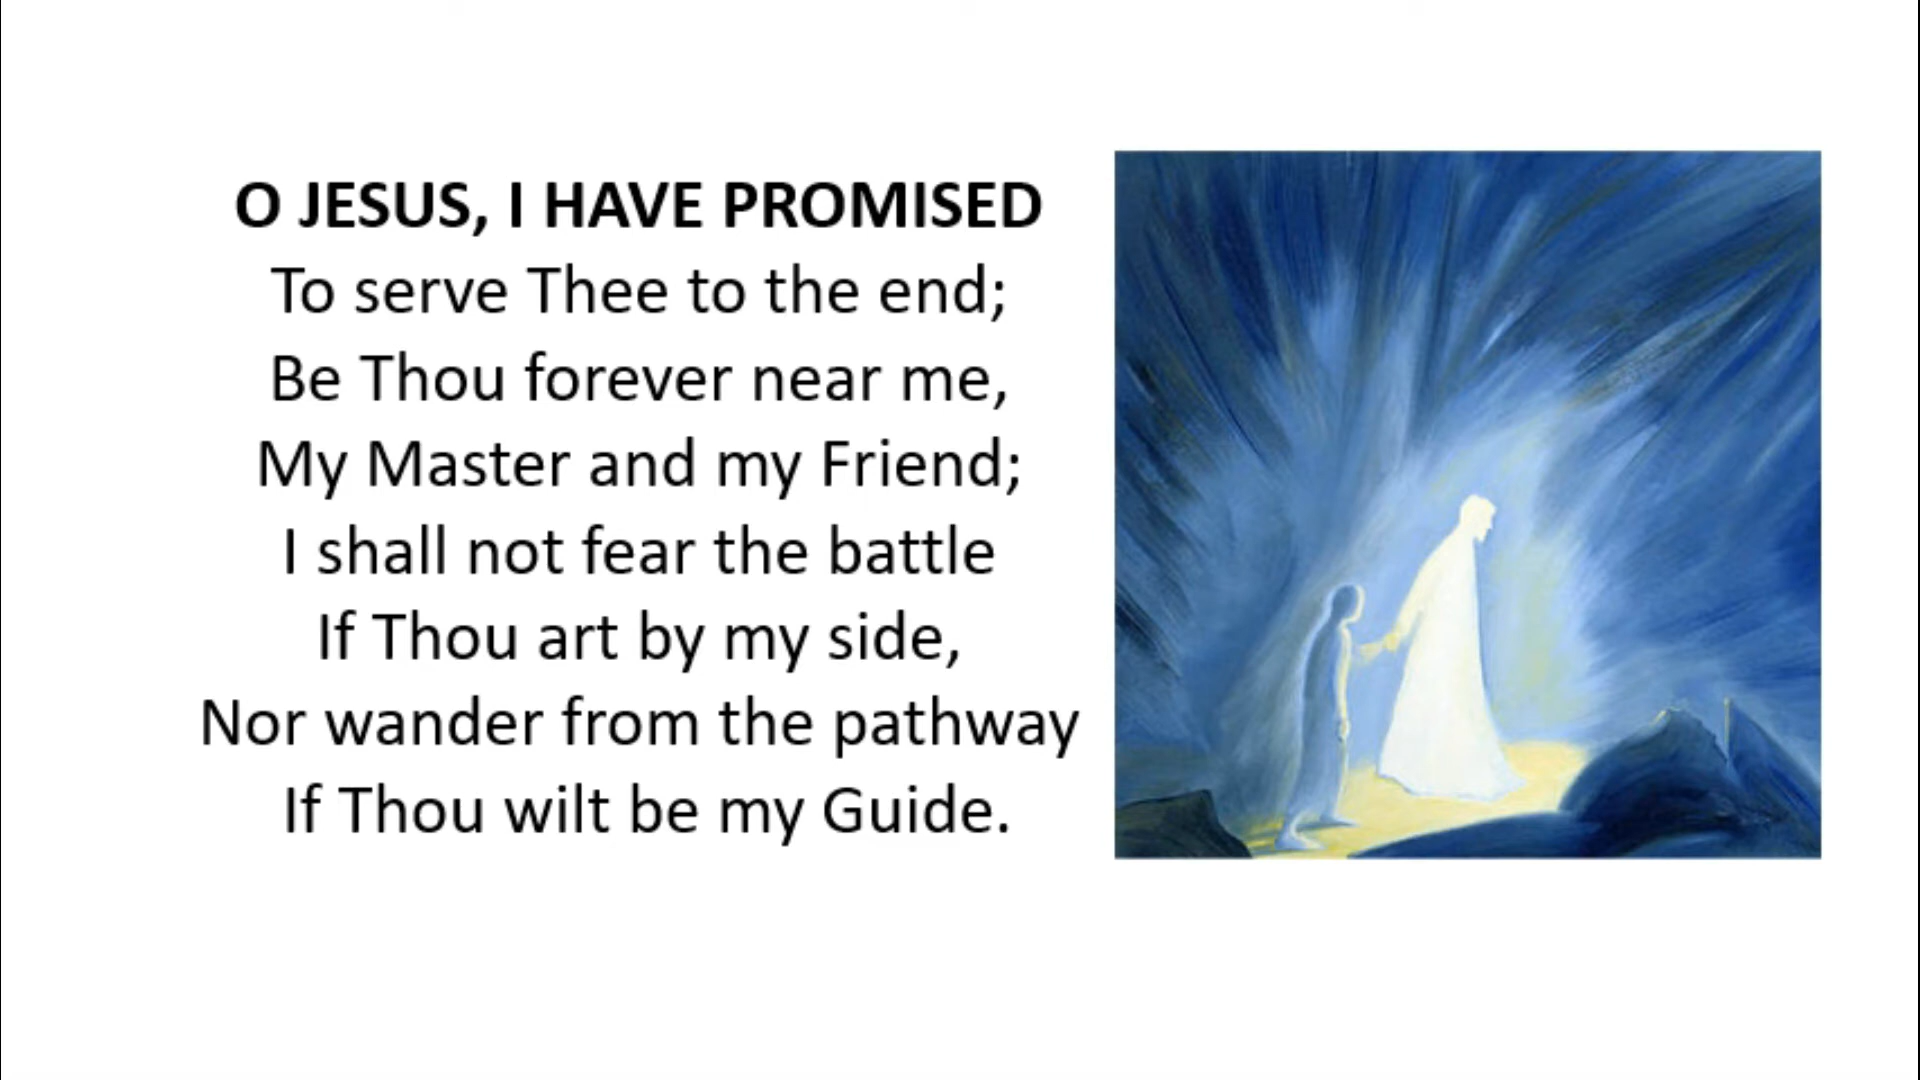 O JESUS, I HAVE PROMISED
To serve Thee to the end;
Be Thou forever near me,
My Master and my Friend;
I shall not fear the battle
If Thou art by my side,
Nor wander from the pathway
If Thou wilt be my Guide.